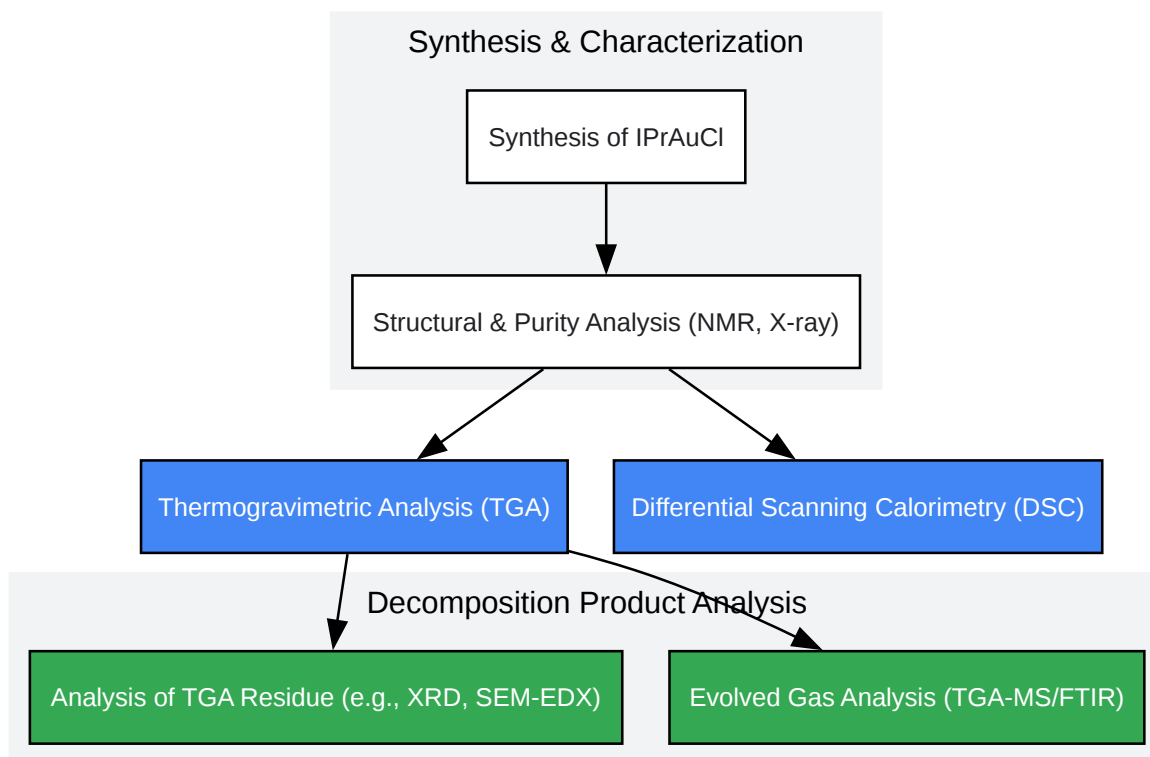 Synthesis & Characterization
Synthesis of IPrAuCl
Structural & Purity Analysis (NMR, X-ray)
Thermogravimetric Analysis (TGA)
Differential Scanning Calorimetry (DSC)
Decomposition Product Analysis
Analysis of TGA Residue (e.g., XRD, SEM-EDX)
Evolved Gas Analysis (TGA-MS/FTIR)